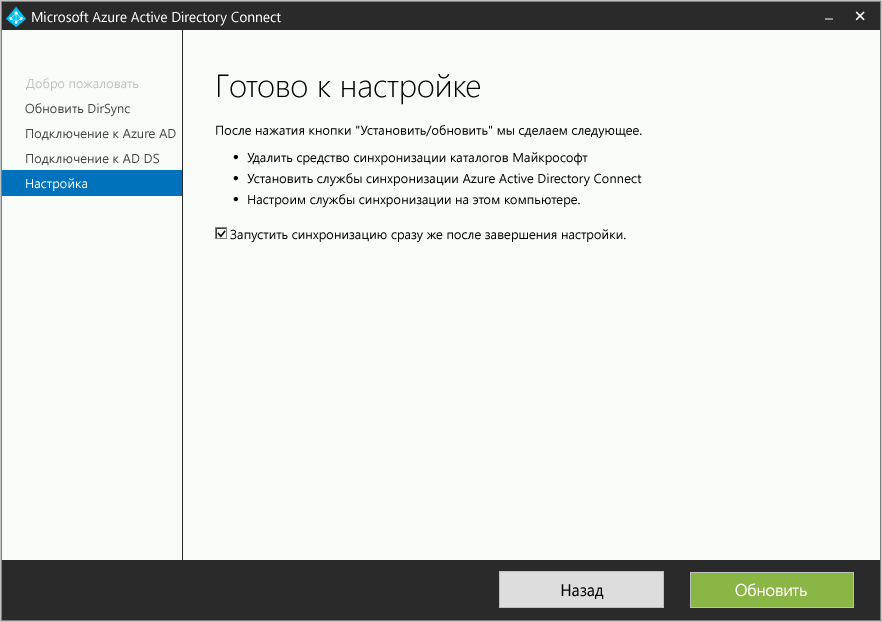 Microsoft Azure Active Directory Connect
Добро пожаловать
Обновить DirSync
Подключение к Azure AD
Подключение к AD DS
Настройка
Готово к настройке
После нажатия кнопки "Установить/обновить" мы сделаем следующее.
• Удалить средство синхронизации каталогов Майкрософт
• Установить службы синхронизации Azure Active Directory Connect
• Настроим службы синхронизации на этом компьютере.
Запустить синхронизацию сразу же после завершения настройки.
Назад
Обновить